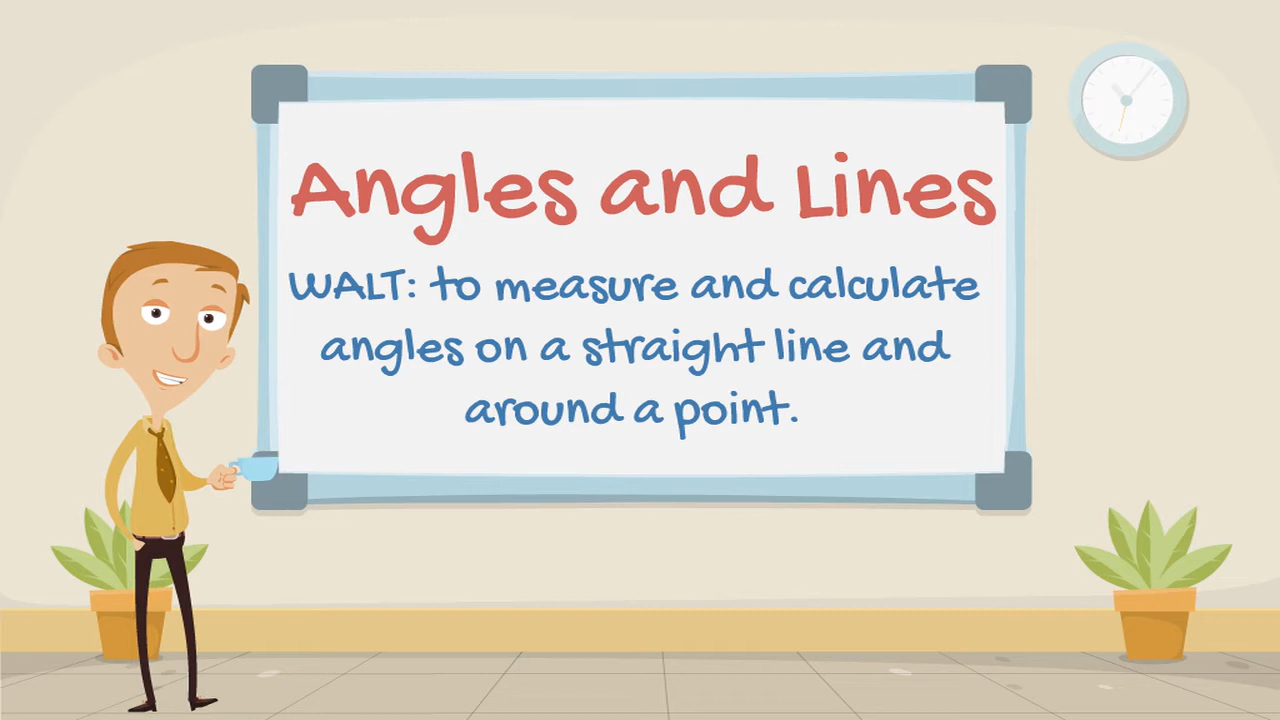 Angles and Lines
WALT: to measure and calculate
angles on a straight line and
around a point.